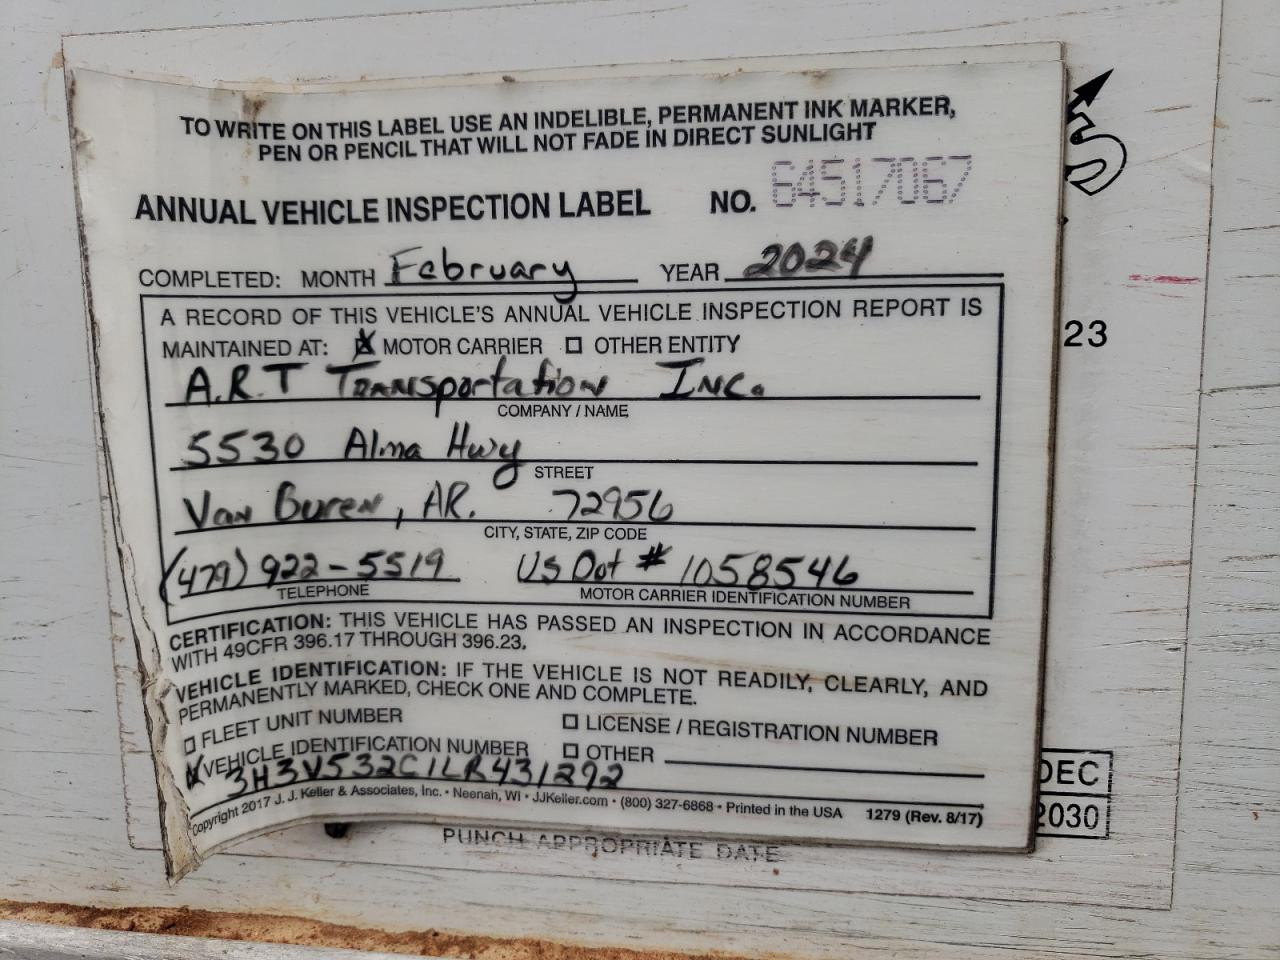 TO WRITE ON THIS LABEL USE AN INDELIBLE, PERMANENT INK MARKER,
PEN OR PENCIL THAT WILL NOT FADE IN DIRECT SUNLIGHT
ANNUAL VEHICLE INSPECTION LABEL NO. 64517067
COMPLETED: MONTH February YEAR 2024
A RECORD OF THIS VEHICLE'S ANNUAL VEHICLE INSPECTION REPORT IS
MAINTAINED AT: ☒ MOTOR CARRIER ☐ OTHER ENTITY
A.R.T Transportation Inc.
COMPANY / NAME
5530 Alma Hwy
STREET
Van Buren, AR. 72956
CITY, STATE, ZIP CODE
(479) 922-5519 US Dot # 1058546
TELEPHONE MOTOR CARRIER IDENTIFICATION NUMBER
CERTIFICATION: THIS VEHICLE HAS PASSED AN INSPECTION IN ACCORDANCE
WITH 49CFR 396.17 THROUGH 396.23.
VEHICLE IDENTIFICATION: IF THE VEHICLE IS NOT READILY, CLEARLY, AND
PERMANENTLY MARKED, CHECK ONE AND COMPLETE.
☐ FLEET UNIT NUMBER ☐ LICENSE / REGISTRATION NUMBER
☒ VEHICLE IDENTIFICATION NUMBER ☐ OTHER
3H3V532C1LR431292
Copyright 2017 J. J. Keller & Associates, Inc. • Neenah, WI • JJKeller.com • (800) 327-6868 • Printed in the USA 1279 (Rev. 8/17)
PUNCH APPROPRIATE DATE
23
DEC
2030